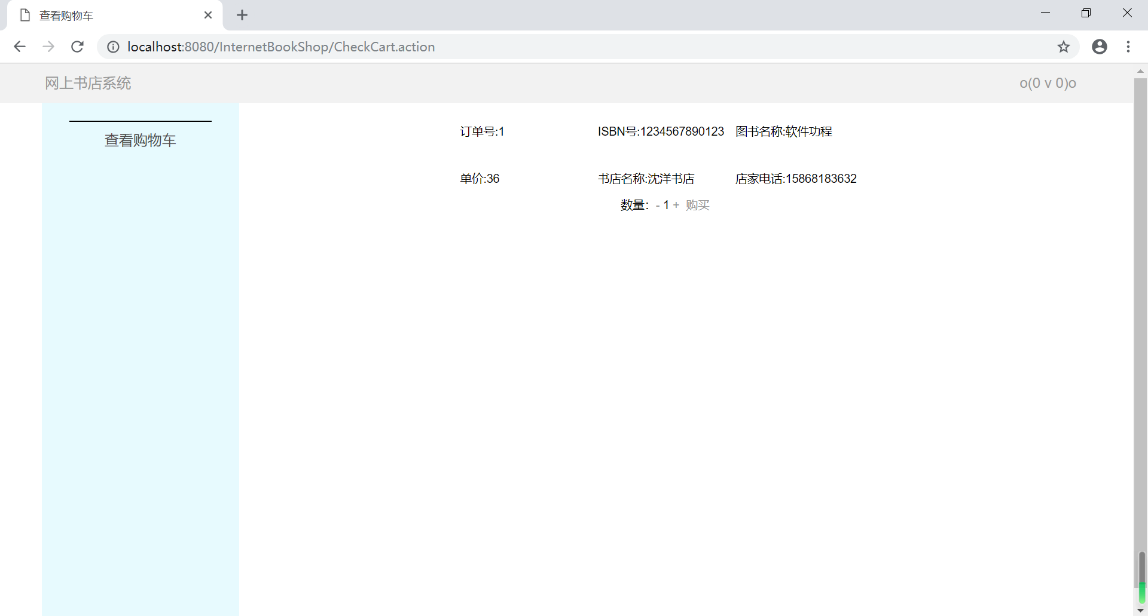 查看购物车
localhost:8080/InternetBookShop/CheckCart.action
网上书店系统 o(0 v 0)o
查看购物车
订单号:1 ISBN号:1234567890123 图书名称:软件功程
单价:36 书店名称:沈洋书店 店家电话:15868183632
数量: - 1 + 购买